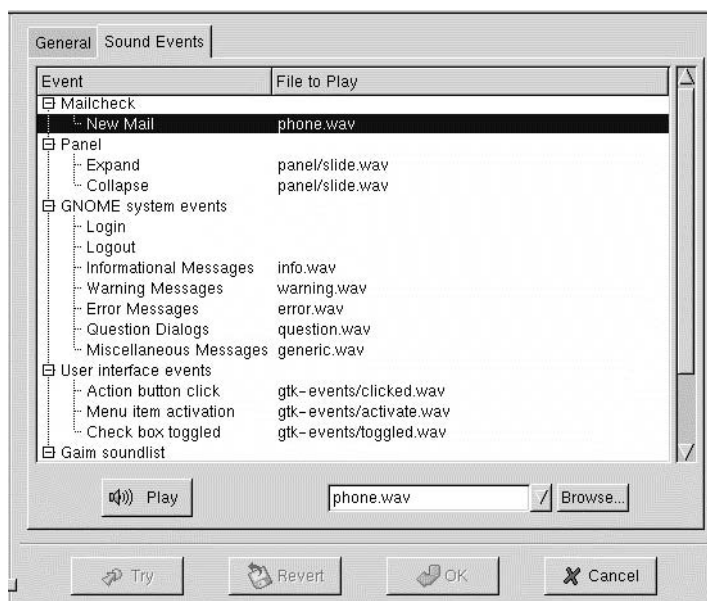 General Sound Events
Event File to Play
Mailcheck
New Mail phone.wav
Panel
Expand panel/slide.wav
Collapse panel/slide.wav
GNOME system events
Login
Logout
Informational Messages info.wav
Warning Messages warning.wav
Error Messages error.wav
Question Dialogs question.wav
Miscellaneous Messages generic.wav
User interface events
Action button click gtk-events/clicked.wav
Menu item activation gtk-events/activate.wav
Check box toggled gtk-events/toggled.wav
Gaim soundlist
Play phone.wav Browse...
Try Revert OK Cancel